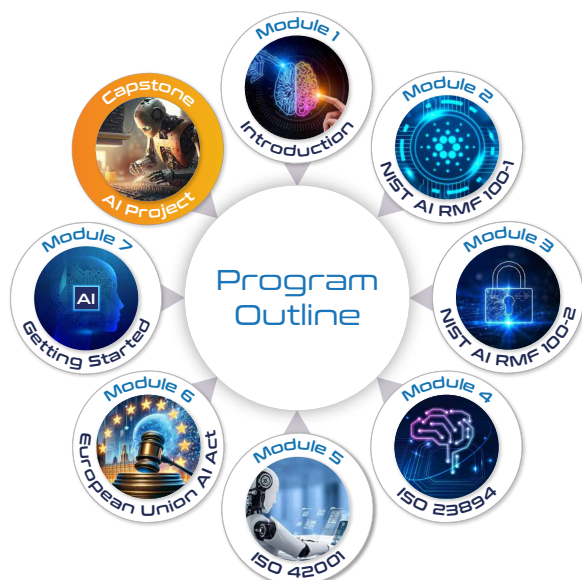 Program
Outline
Module 1
Introduction
Module 2
NIST AI RMF 100-1
Module 3
NIST AI RMF 100-2
Module 4
ISO 23894
Module 5
ISO 42001
Module 6
European Union AI Act
Module 7
AI
Getting Started
Capstone
AI Project